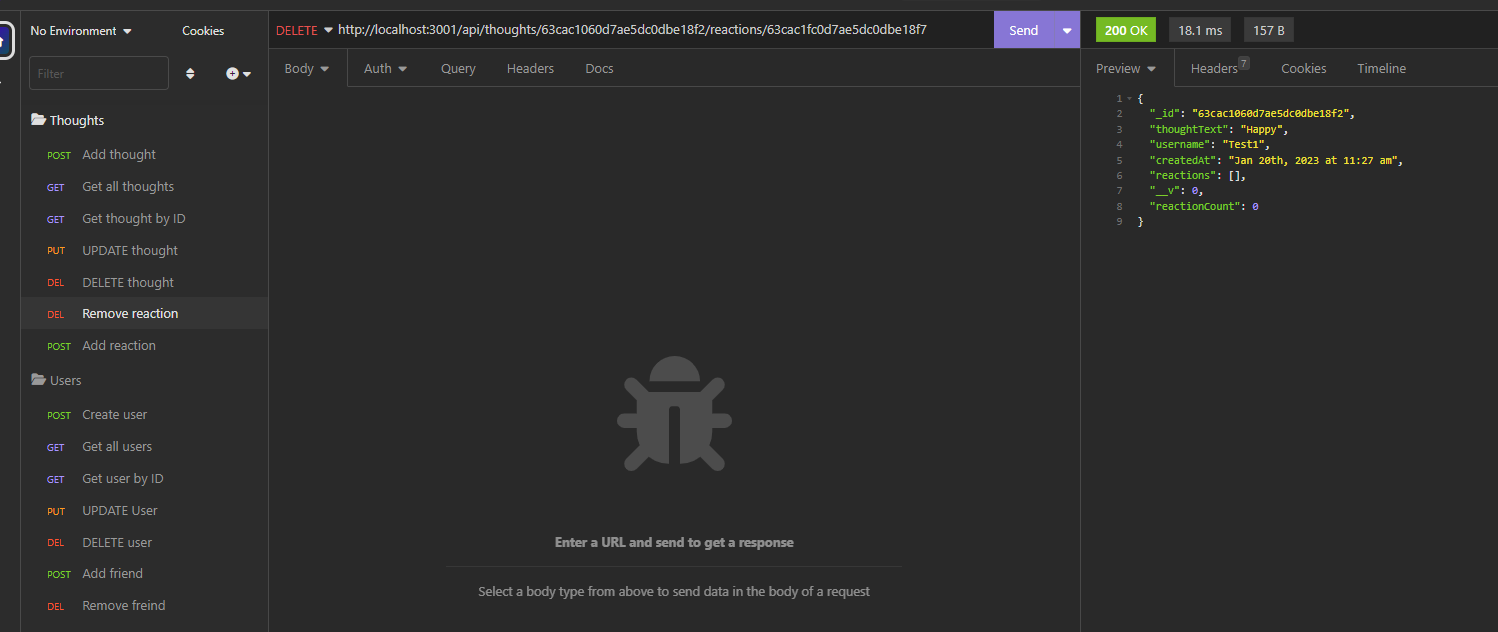 No Environment
Cookies
Filter
Thoughts
POST Add thought
GET Get all thoughts
GET Get thought by ID
PUT UPDATE thought
DEL DELETE thought
DEL Remove reaction
POST Add reaction
Users
POST Create user
GET Get all users
GET Get user by ID
PUT UPDATE User
DEL DELETE user
POST Add friend
DEL Remove freind
DELETE http://localhost:3001/api/thoughts/63cac1060d7ae5dc0dbe18f2/reactions/63cac1fc0d7ae5dc0dbe18f7
Send
Body Auth Query Headers Docs
Enter a URL and send to get a response
Select a body type from above to send data in the body of a request
200 OK 18.1 ms 157 B
Preview Headers 7 Cookies Timeline
1 {
2 "_id": "63cac1060d7ae5dc0dbe18f2",
3 "thoughtText": "Happy",
4 "username": "Test1",
5 "createdAt": "Jan 20th, 2023 at 11:27 am",
6 "reactions": [],
7 "__v": 0,
8 "reactionCount": 0
9 }